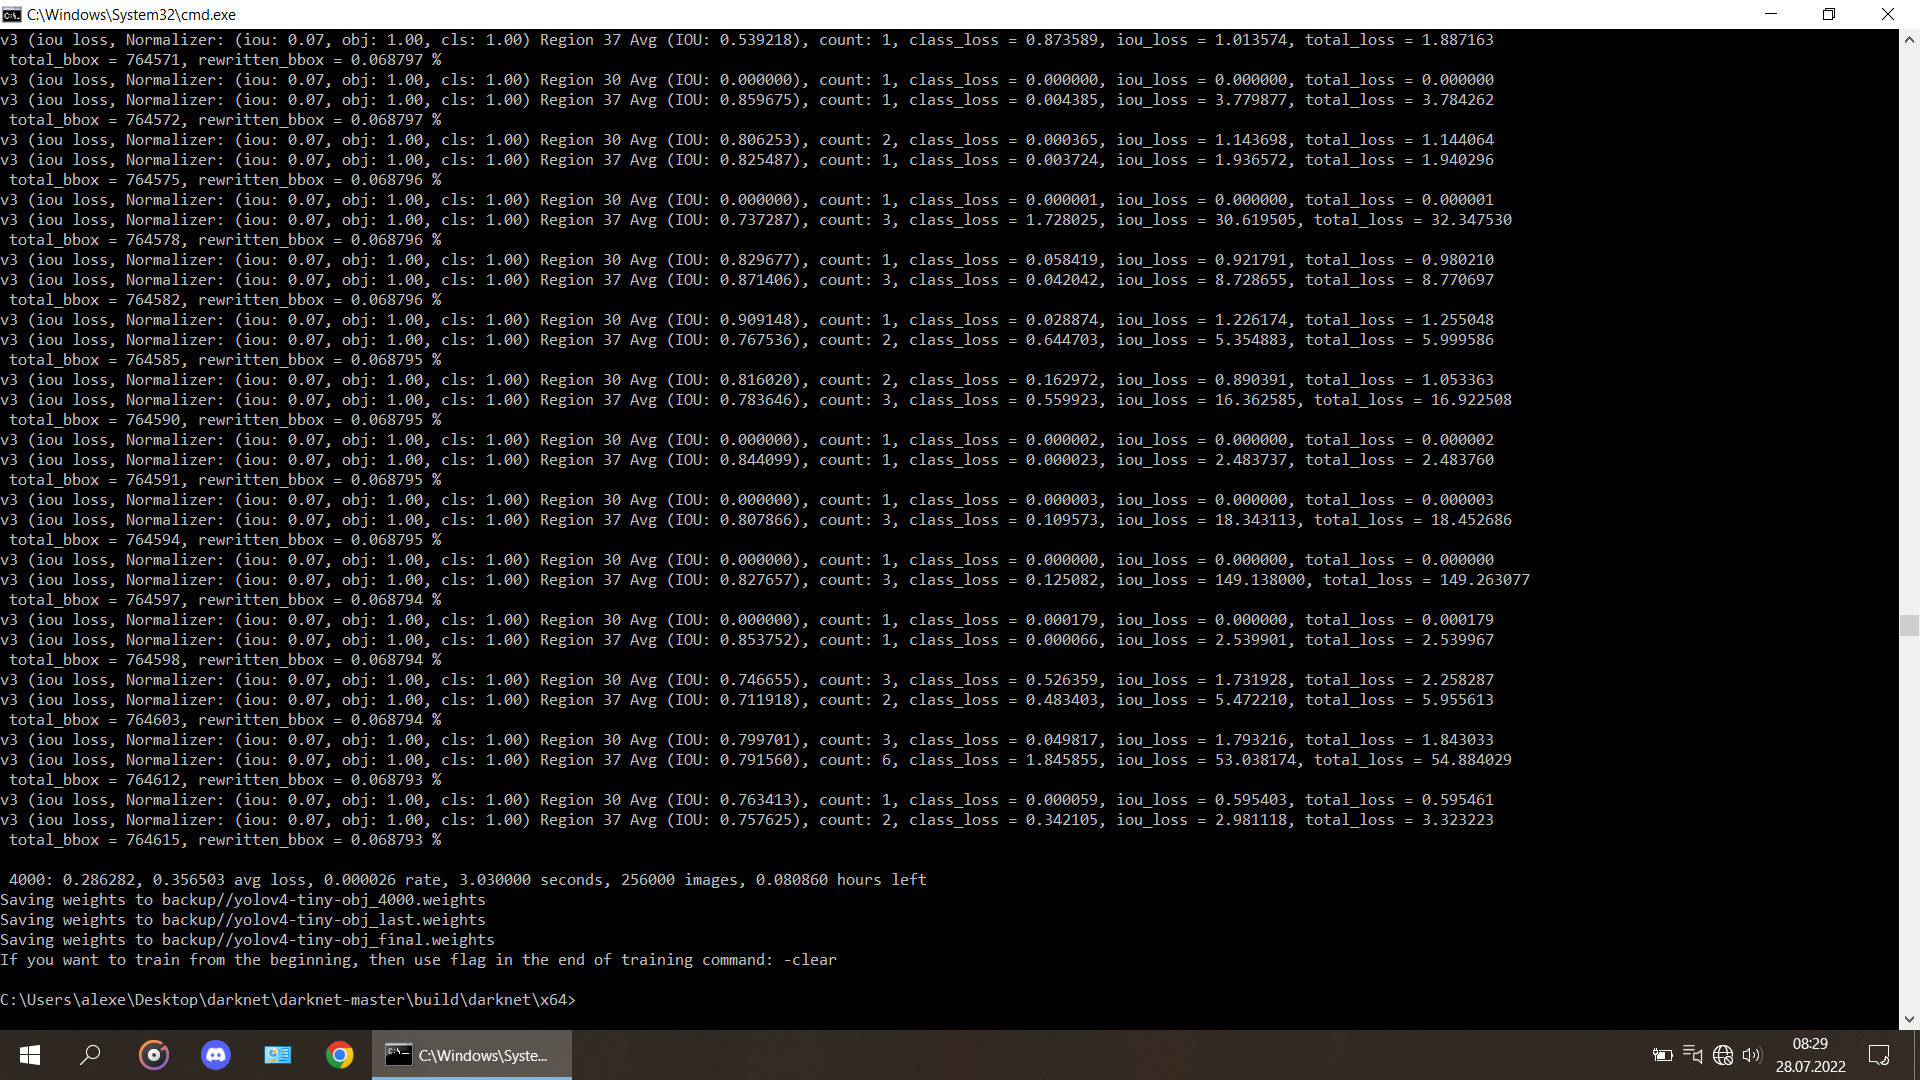 C:\Windows\System32\cmd.exe
v3 (iou loss, Normalizer: (iou: 0.07, obj: 1.00, cls: 1.00) Region 37 Avg (IOU: 0.539218), count: 1, class_loss = 0.873589, iou_loss = 1.013574, total_loss = 1.887163
total_bbox = 764571, rewritten_bbox = 0.068797 %
v3 (iou loss, Normalizer: (iou: 0.07, obj: 1.00, cls: 1.00) Region 30 Avg (IOU: 0.000000), count: 1, class_loss = 0.000000, iou_loss = 0.000000, total_loss = 0.000000
v3 (iou loss, Normalizer: (iou: 0.07, obj: 1.00, cls: 1.00) Region 37 Avg (IOU: 0.859675), count: 1, class_loss = 0.004385, iou_loss = 3.779877, total_loss = 3.784262
total_bbox = 764572, rewritten_bbox = 0.068797 %
v3 (iou loss, Normalizer: (iou: 0.07, obj: 1.00, cls: 1.00) Region 30 Avg (IOU: 0.806253), count: 2, class_loss = 0.000365, iou_loss = 1.143698, total_loss = 1.144064
v3 (iou loss, Normalizer: (iou: 0.07, obj: 1.00, cls: 1.00) Region 37 Avg (IOU: 0.825487), count: 1, class_loss = 0.003724, iou_loss = 1.936572, total_loss = 1.940296
total_bbox = 764575, rewritten_bbox = 0.068796 %
v3 (iou loss, Normalizer: (iou: 0.07, obj: 1.00, cls: 1.00) Region 30 Avg (IOU: 0.000000), count: 1, class_loss = 0.000001, iou_loss = 0.000000, total_loss = 0.000001
v3 (iou loss, Normalizer: (iou: 0.07, obj: 1.00, cls: 1.00) Region 37 Avg (IOU: 0.737287), count: 3, class_loss = 1.728025, iou_loss = 30.619505, total_loss = 32.347530
total_bbox = 764578, rewritten_bbox = 0.068796 %
v3 (iou loss, Normalizer: (iou: 0.07, obj: 1.00, cls: 1.00) Region 30 Avg (IOU: 0.829677), count: 1, class_loss = 0.058419, iou_loss = 0.921791, total_loss = 0.980210
v3 (iou loss, Normalizer: (iou: 0.07, obj: 1.00, cls: 1.00) Region 37 Avg (IOU: 0.871406), count: 3, class_loss = 0.042042, iou_loss = 8.728655, total_loss = 8.770697
total_bbox = 764582, rewritten_bbox = 0.068796 %
v3 (iou loss, Normalizer: (iou: 0.07, obj: 1.00, cls: 1.00) Region 30 Avg (IOU: 0.909148), count: 1, class_loss = 0.028874, iou_loss = 1.226174, total_loss = 1.255048
v3 (iou loss, Normalizer: (iou: 0.07, obj: 1.00, cls: 1.00) Region 37 Avg (IOU: 0.767536), count: 2, class_loss = 0.644703, iou_loss = 5.354883, total_loss = 5.999586
total_bbox = 764585, rewritten_bbox = 0.068795 %
v3 (iou loss, Normalizer: (iou: 0.07, obj: 1.00, cls: 1.00) Region 30 Avg (IOU: 0.816020), count: 2, class_loss = 0.162972, iou_loss = 0.890391, total_loss = 1.053363
v3 (iou loss, Normalizer: (iou: 0.07, obj: 1.00, cls: 1.00) Region 37 Avg (IOU: 0.783646), count: 3, class_loss = 0.559923, iou_loss = 16.362585, total_loss = 16.922508
total_bbox = 764590, rewritten_bbox = 0.068795 %
v3 (iou loss, Normalizer: (iou: 0.07, obj: 1.00, cls: 1.00) Region 30 Avg (IOU: 0.000000), count: 1, class_loss = 0.000002, iou_loss = 0.000000, total_loss = 0.000002
v3 (iou loss, Normalizer: (iou: 0.07, obj: 1.00, cls: 1.00) Region 37 Avg (IOU: 0.844099), count: 1, class_loss = 0.000023, iou_loss = 2.483737, total_loss = 2.483760
total_bbox = 764591, rewritten_bbox = 0.068795 %
v3 (iou loss, Normalizer: (iou: 0.07, obj: 1.00, cls: 1.00) Region 30 Avg (IOU: 0.000000), count: 1, class_loss = 0.000003, iou_loss = 0.000000, total_loss = 0.000003
v3 (iou loss, Normalizer: (iou: 0.07, obj: 1.00, cls: 1.00) Region 37 Avg (IOU: 0.807866), count: 3, class_loss = 0.109573, iou_loss = 18.343113, total_loss = 18.452686
total_bbox = 764594, rewritten_bbox = 0.068795 %
v3 (iou loss, Normalizer: (iou: 0.07, obj: 1.00, cls: 1.00) Region 30 Avg (IOU: 0.000000), count: 1, class_loss = 0.000000, iou_loss = 0.000000, total_loss = 0.000000
v3 (iou loss, Normalizer: (iou: 0.07, obj: 1.00, cls: 1.00) Region 37 Avg (IOU: 0.827657), count: 3, class_loss = 0.125082, iou_loss = 149.138000, total_loss = 149.263077
total_bbox = 764597, rewritten_bbox = 0.068794 %
v3 (iou loss, Normalizer: (iou: 0.07, obj: 1.00, cls: 1.00) Region 30 Avg (IOU: 0.000000), count: 1, class_loss = 0.000179, iou_loss = 0.000000, total_loss = 0.000179
v3 (iou loss, Normalizer: (iou: 0.07, obj: 1.00, cls: 1.00) Region 37 Avg (IOU: 0.853752), count: 1, class_loss = 0.000066, iou_loss = 2.539901, total_loss = 2.539967
total_bbox = 764598, rewritten_bbox = 0.068794 %
v3 (iou loss, Normalizer: (iou: 0.07, obj: 1.00, cls: 1.00) Region 30 Avg (IOU: 0.746655), count: 3, class_loss = 0.526359, iou_loss = 1.731928, total_loss = 2.258287
v3 (iou loss, Normalizer: (iou: 0.07, obj: 1.00, cls: 1.00) Region 37 Avg (IOU: 0.711918), count: 2, class_loss = 0.483403, iou_loss = 5.472210, total_loss = 5.955613
total_bbox = 764603, rewritten_bbox = 0.068794 %
v3 (iou loss, Normalizer: (iou: 0.07, obj: 1.00, cls: 1.00) Region 30 Avg (IOU: 0.799701), count: 3, class_loss = 0.049817, iou_loss = 1.793216, total_loss = 1.843033
v3 (iou loss, Normalizer: (iou: 0.07, obj: 1.00, cls: 1.00) Region 37 Avg (IOU: 0.791560), count: 6, class_loss = 1.845855, iou_loss = 53.038174, total_loss = 54.884029
total_bbox = 764612, rewritten_bbox = 0.068793 %
v3 (iou loss, Normalizer: (iou: 0.07, obj: 1.00, cls: 1.00) Region 30 Avg (IOU: 0.763413), count: 1, class_loss = 0.000059, iou_loss = 0.595403, total_loss = 0.595461
v3 (iou loss, Normalizer: (iou: 0.07, obj: 1.00, cls: 1.00) Region 37 Avg (IOU: 0.757625), count: 2, class_loss = 0.342105, iou_loss = 2.981118, total_loss = 3.323223
total_bbox = 764615, rewritten_bbox = 0.068793 %
4000: 0.286282, 0.356503 avg loss, 0.000026 rate, 3.030000 seconds, 256000 images, 0.080860 hours left
Saving weights to backup//yolov4-tiny-obj_4000.weights
Saving weights to backup//yolov4-tiny-obj_last.weights
Saving weights to backup//yolov4-tiny-obj_final.weights
If you want to train from the beginning, then use flag in the end of training command: -clear
C:\Users\alexe\Desktop\darknet\darknet-master\build\darknet\x64>
C:\Windows\Syste...
08:29
28.07.2022